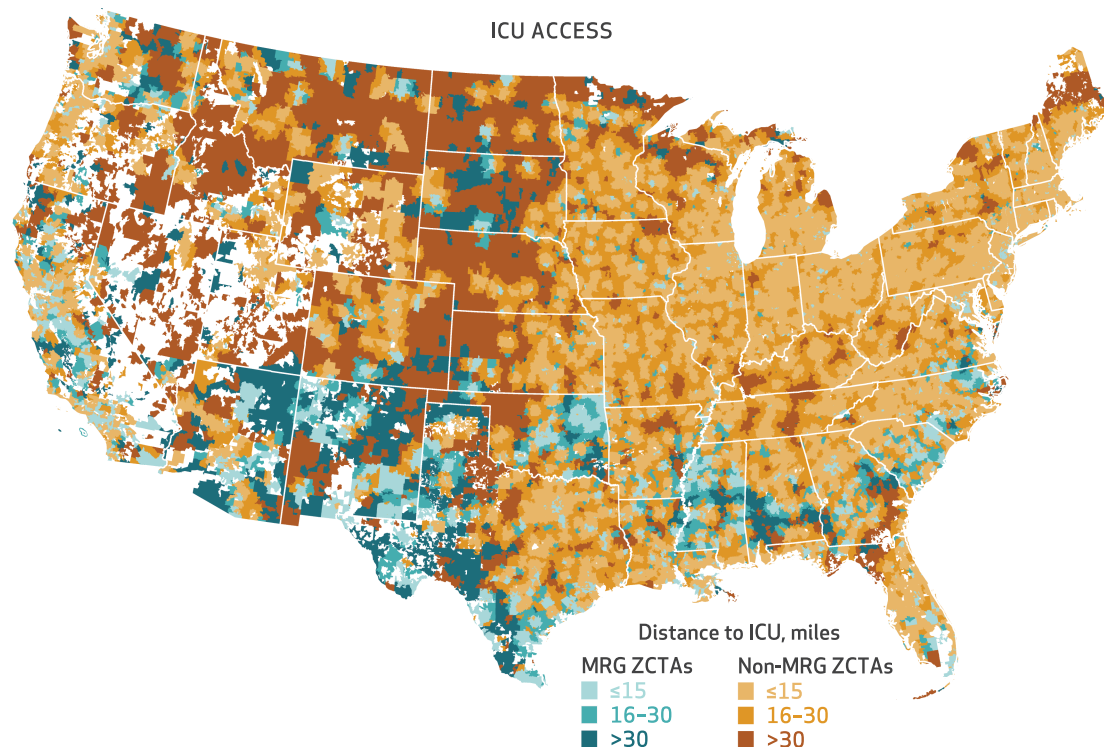 ICU ACCESS
Distance to ICU, miles
MRG ZCTAs Non-MRG ZCTAs
≤15 ≤15
16–30 16–30
>30 >30